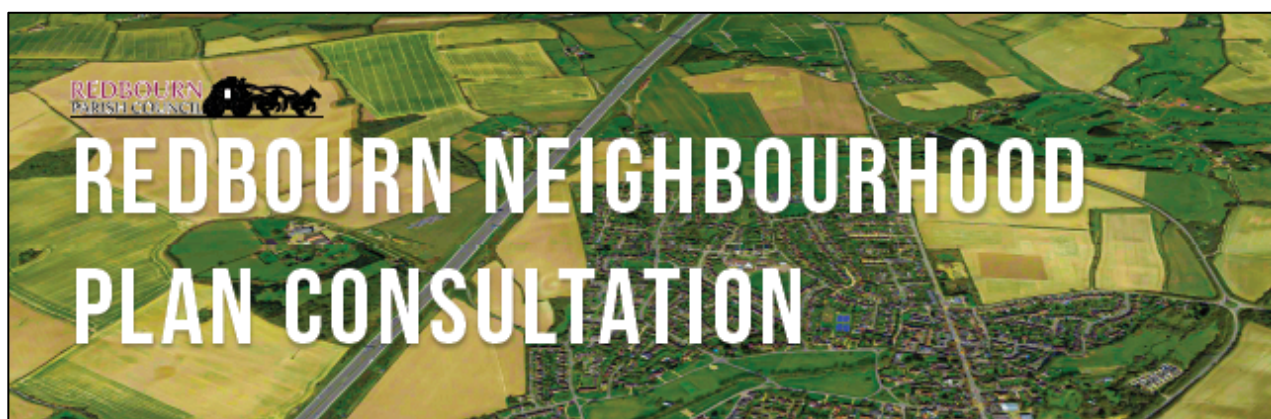 REDBOURN
PARISH COUNCIL
REDBOURN NEIGHBOURHOOD
PLAN CONSULTATION